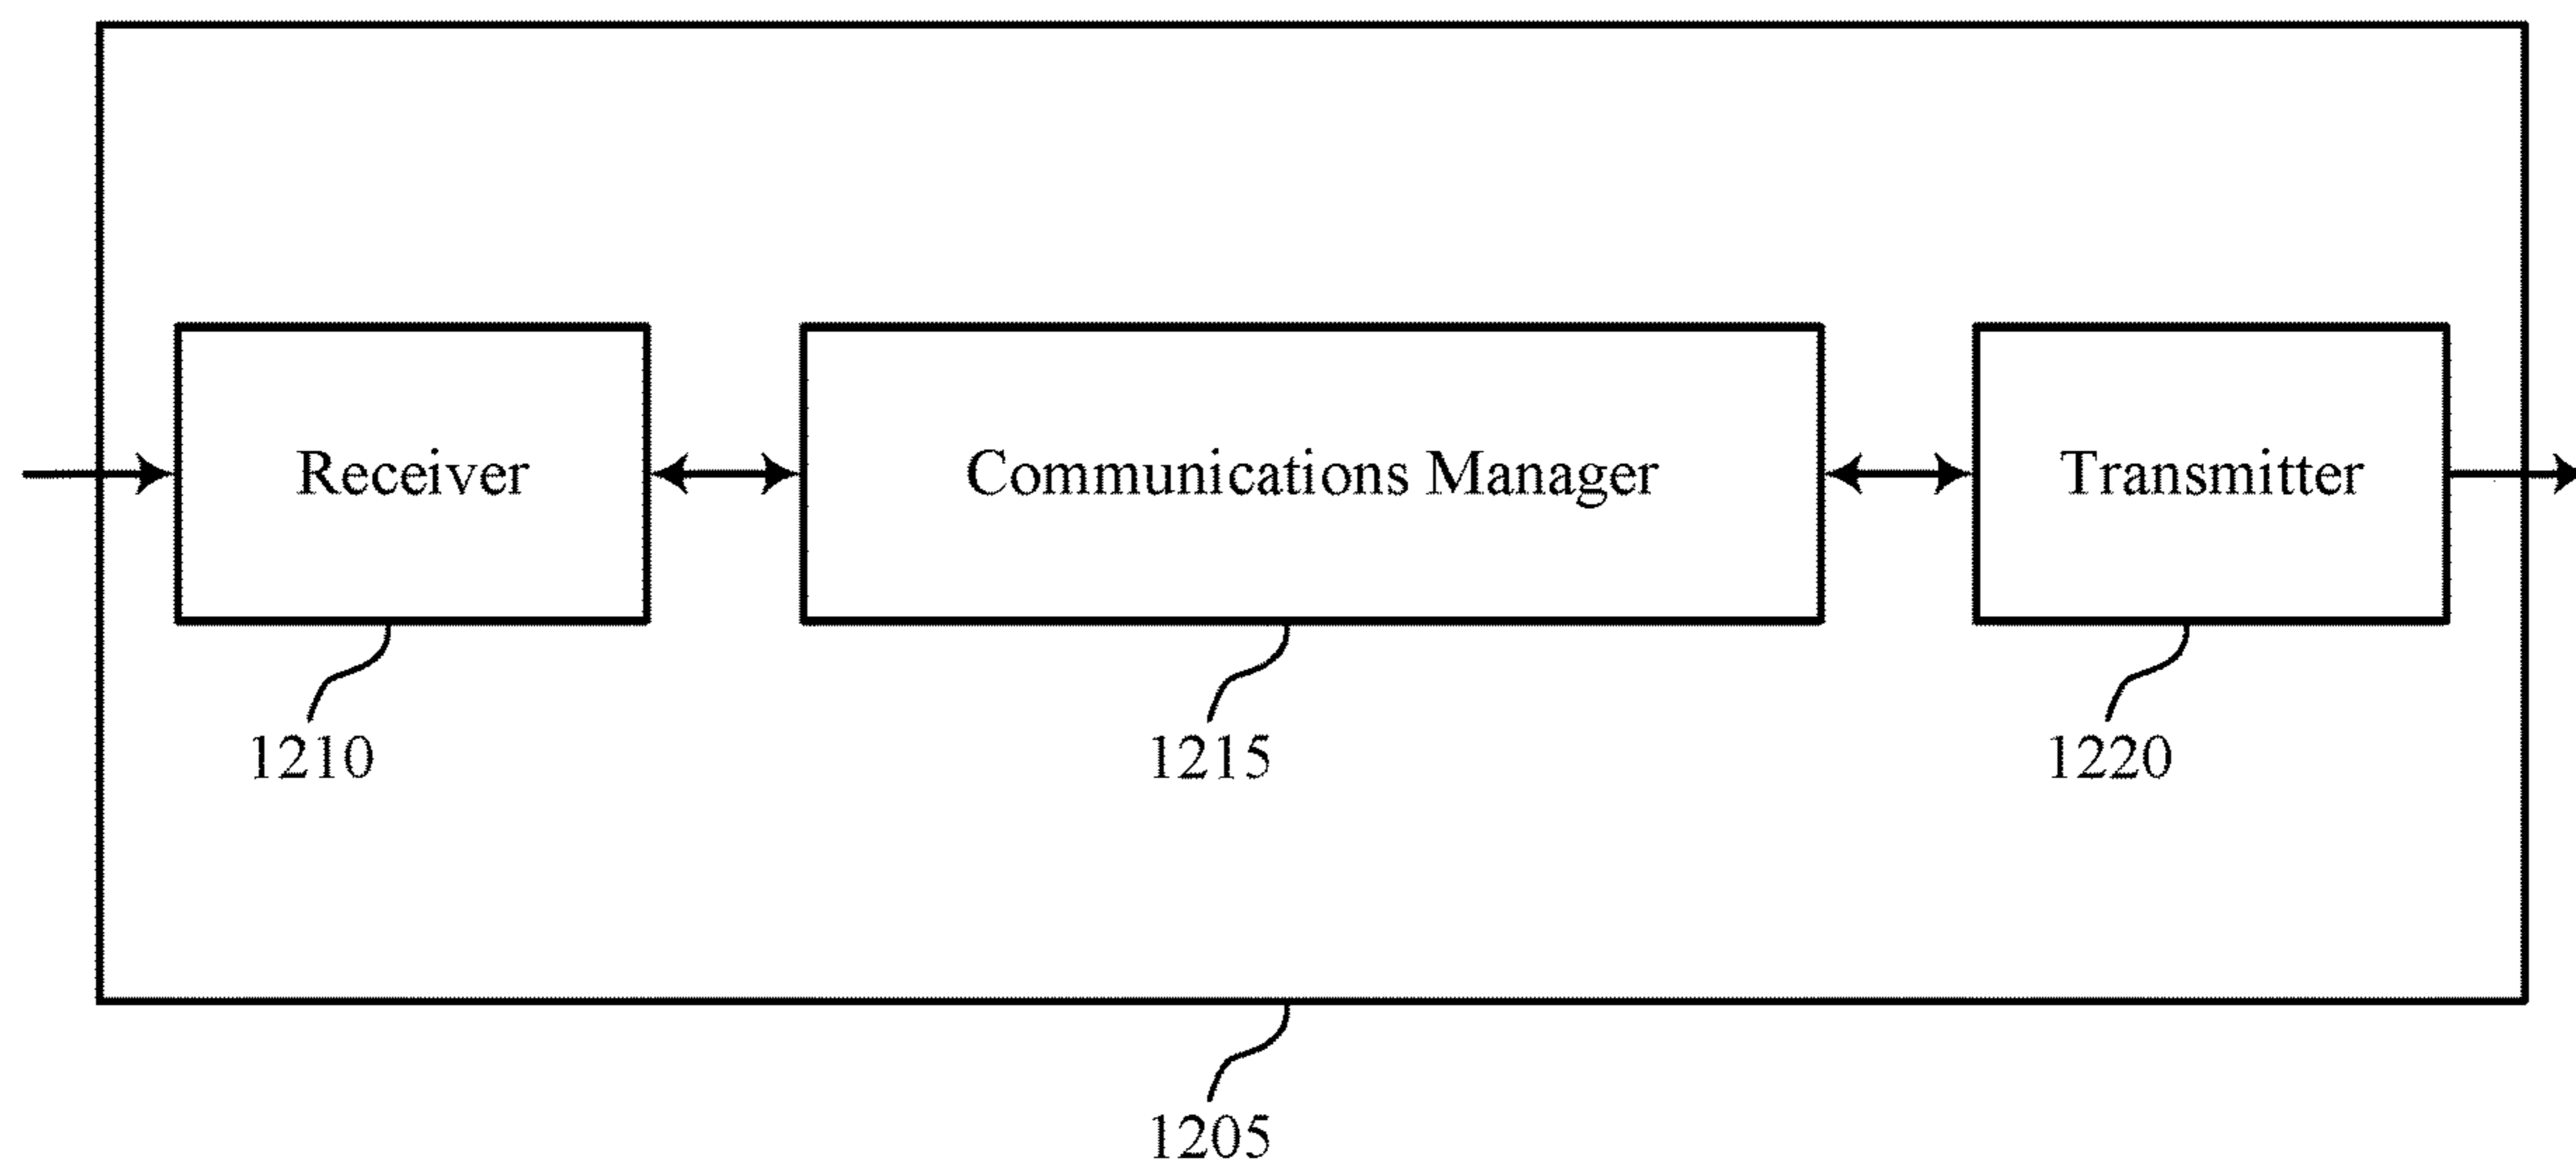 Receiver
Communications Manager
Transmitter
1210
1215
1220
1205